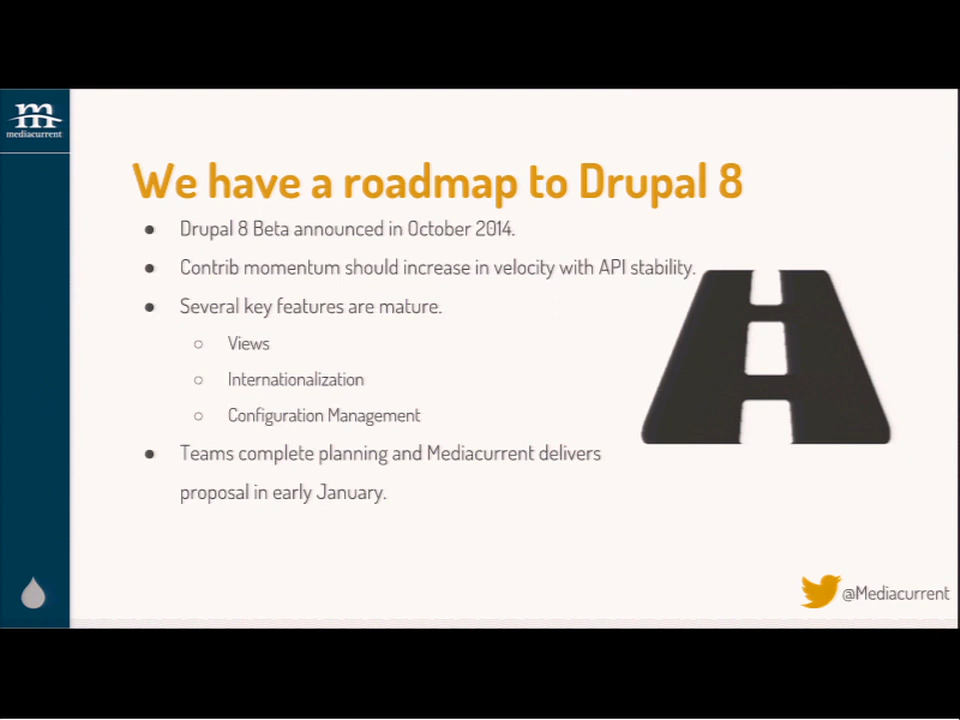 m
mediacurrent
We have a roadmap to Drupal 8
● Drupal 8 Beta announced in October 2014.
● Contrib momentum should increase in velocity with API stability.
● Several key features are mature.
○ Views
○ Internationalization
○ Configuration Management
● Teams complete planning and Mediacurrent delivers
proposal in early January.
@Mediacurrent